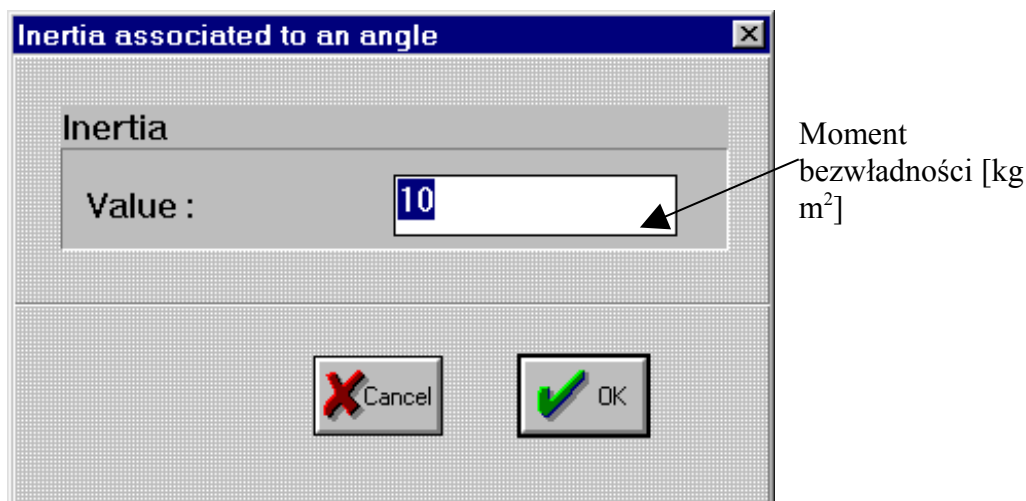 Inertia associated to an angle
Inertia
Value :
10
Moment
bezwładności [kg
m²]
Cancel
OK